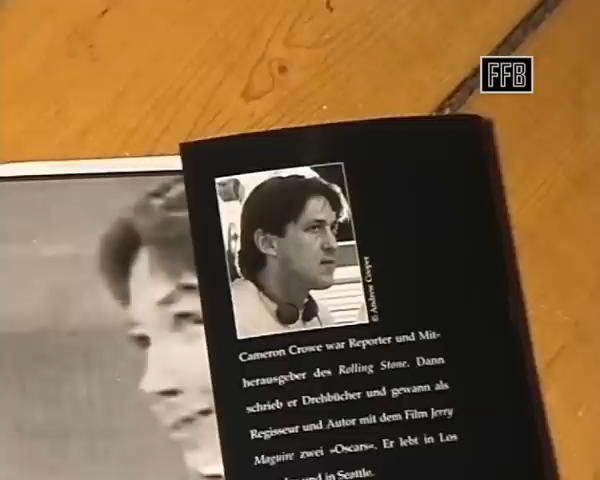 FFB
© Andrew Cooper
Cameron Crowe war Reporter und Mit-
herausgeber des Rolling Stone. Dann
schrieb er Drehbücher und gewann als
Regisseur und Autor mit dem Film Jerry
Maguire zwei »Oscars«. Er lebt in Los
und in Seattle.